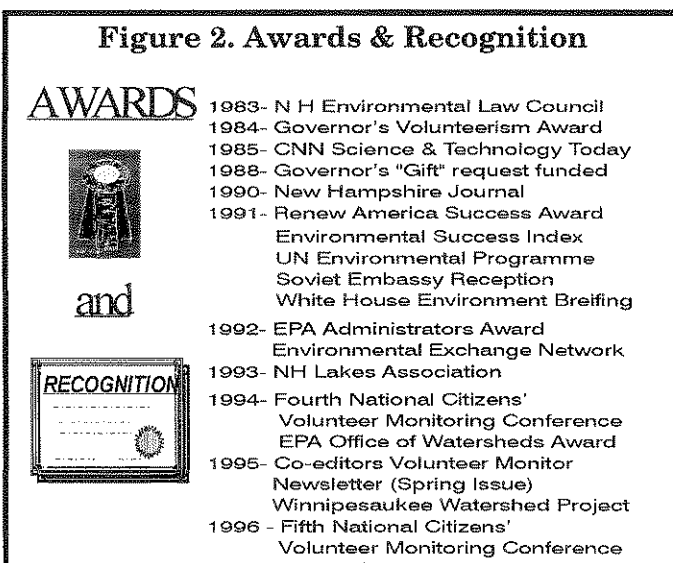 Figure 2. Awards & Recognition
AWARDS
and
RECOGNITION
1983- N H Environmental Law Council
1984- Governor's Volunteerism Award
1985- CNN Science & Technology Today
1988- Governor's "Gift" request funded
1990- New Hampshire Journal
1991- Renew America Success Award
Environmental Success Index
UN Environmental Programme
Soviet Embassy Reception
White House Environment Breifing
1992- EPA Administrators Award
Environmental Exchange Network
1993- NH Lakes Association
1994- Fourth National Citizens'
Volunteer Monitoring Conference
EPA Office of Watersheds Award
1995- Co-editors Volunteer Monitor
Newsletter (Spring Issue)
Winnipesaukee Watershed Project
1996 - Fifth National Citizens'
Volunteer Monitoring Conference